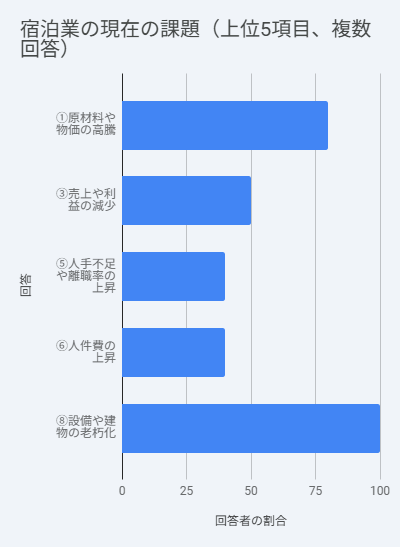 宿泊業の現在の課題（上位5項目、複数
回答）
①原材料や
物価の高騰
③売上や利
益の減少
⑤人手不足
や離職率の
上昇
⑥人件費の
上昇
⑧設備や建
物の老朽化
回答
0 25 50 75 100
回答者の割合